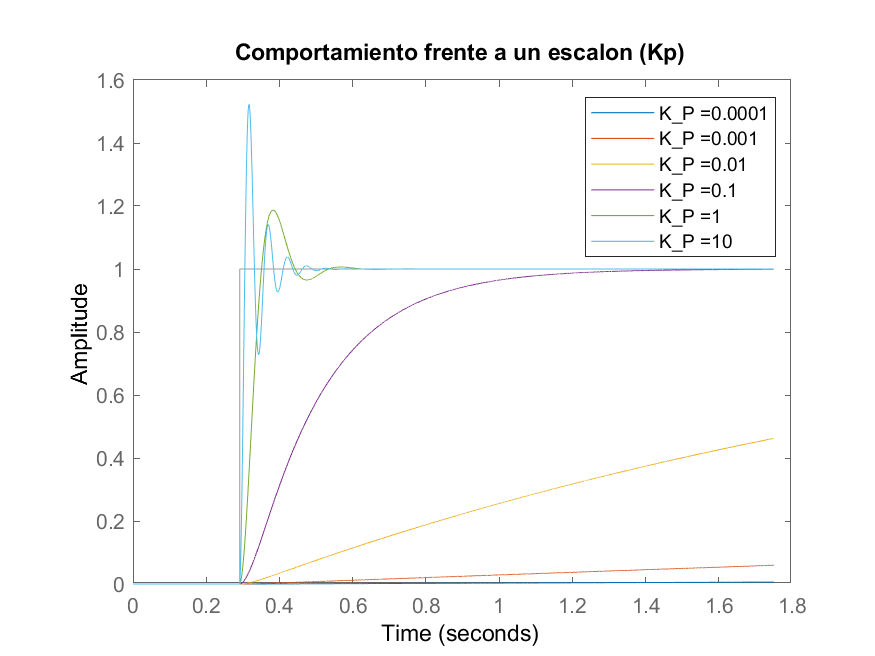 Comportamiento frente a un escalon (Kp)
1.6
1.4
1.2
1
0.8
0.6
0.4
0.2
0
Amplitude
K_P =0.0001
K_P =0.001
K_P =0.01
K_P =0.1
K_P =1
K_P =10
0 0.2 0.4 0.6 0.8 1 1.2 1.4 1.6 1.8
Time (seconds)